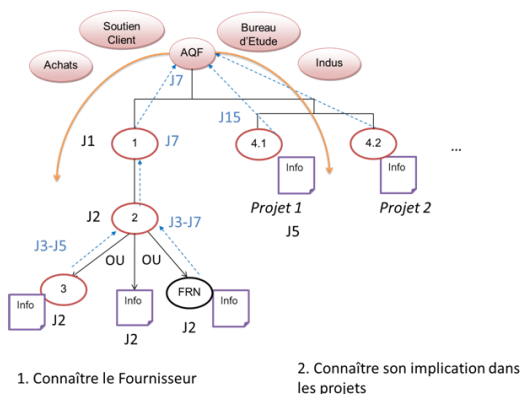 Soutien
Client
Bureau
d'Etude
AQF
Achats
Indus
J7
J15
J1
1
J7
4.1
4.2
...
Info
Info
Projet 1
Projet 2
J5
J2
2
J3-J7
J3-J5
OU
OU
Info
3
Info
FRN
Info
J2
J2
J2
1. Connaître le Fournisseur
2. Connaître son implication dans
les projets